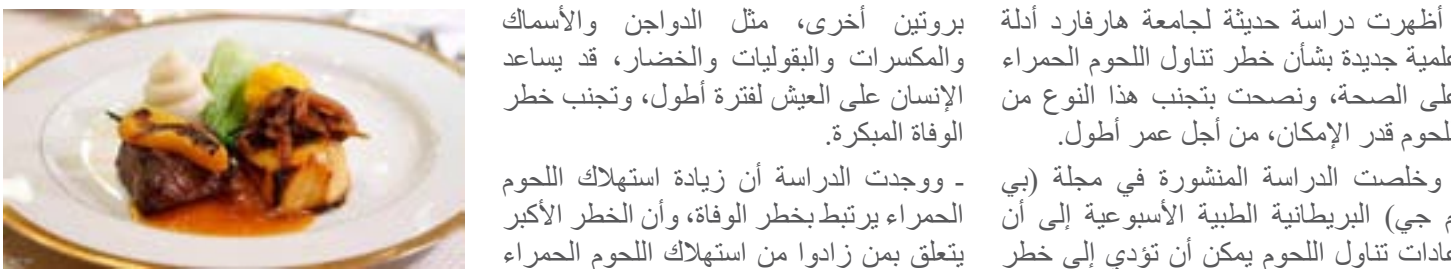 أظهرت دراسة حديثة لجامعة هارفارد أدلة
علمية جديدة بشأن خطر تناول اللحوم الحمراء
على الصحة، ونصحت بتجنب هذا النوع من
اللحوم قدر الإمكان، من أجل عمر أطول.
وخلصت الدراسة المنشورة في مجلة (بي
م جي) البريطانية الطبية الأسبوعية إلى أن
عادات تناول اللحوم يمكن أن تؤدي إلى خطر
بروتين أخرى، مثل الدواجن والأسماك
والمكسرات والبقوليات والخضار، قد يساعد
الإنسان على العيش لفترة أطول، وتجنب خطر
الوفاة المبكرة.
ـ ووجدت الدراسة أن زيادة استهلاك اللحوم
الحمراء يرتبط بخطر الوفاة، وأن الخطر الأكبر
يتعلق بمن زادوا من استهلاك اللحوم الحمراء